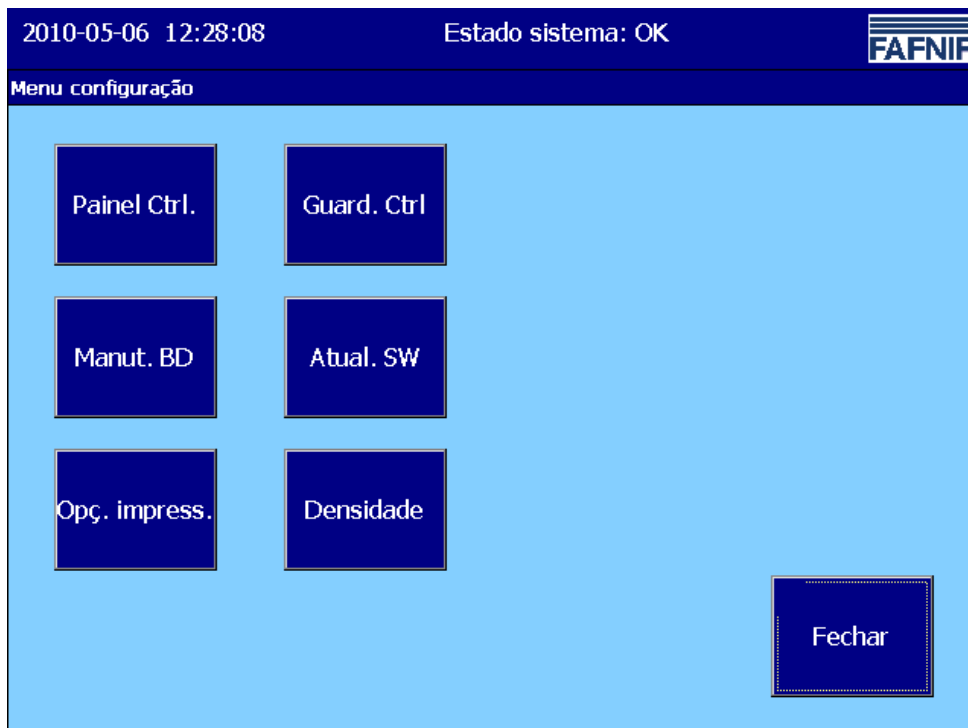 2010-05-06 12:28:08 Estado sistema: OK FAFNIR
Menu configuração
Painel Ctrl. Guard. Ctrl
Manut. BD Atual. SW
Opç. impress. Densidade
Fechar